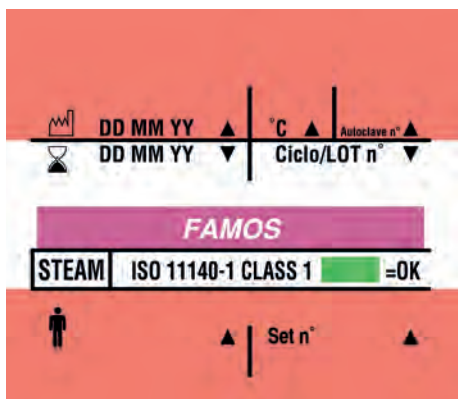 DD MM YY ▲ °C ▲ Autoclave n° ▲
DD MM YY ▼ Ciclo/LOT n° ▼
FAMOS
STEAM ISO 11140-1 CLASS 1 =OK
▲ Set n° ▲